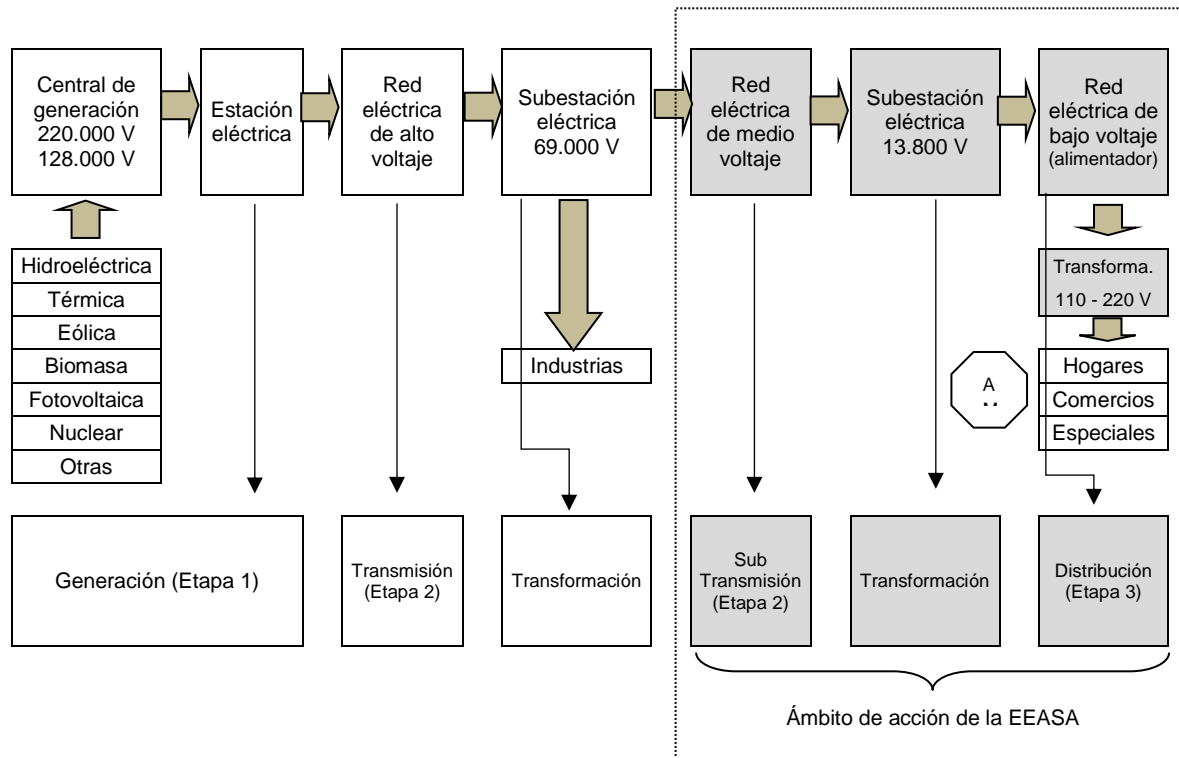 Central de
generación
220.000 V
128.000 V
Estación
eléctrica
Red
eléctrica
de alto
voltaje
Subestación
eléctrica
69.000 V
Red
eléctrica
de medio
voltaje
Subestación
eléctrica
13.800 V
Red
eléctrica de
bajo voltaje
(alimentador)
Hidroeléctrica
Térmica
Eólica
Biomasa
Fotovoltaica
Nuclear
Otras
Industrias
Transforma.
110 - 220 V
A
Hogares
Comercios
Especiales
Generación (Etapa 1)
Transmisión
(Etapa 2)
Transformación
Sub
Transmisión
(Etapa 2)
Transformación
Distribución
(Etapa 3)
Ámbito de acción de la EEASA